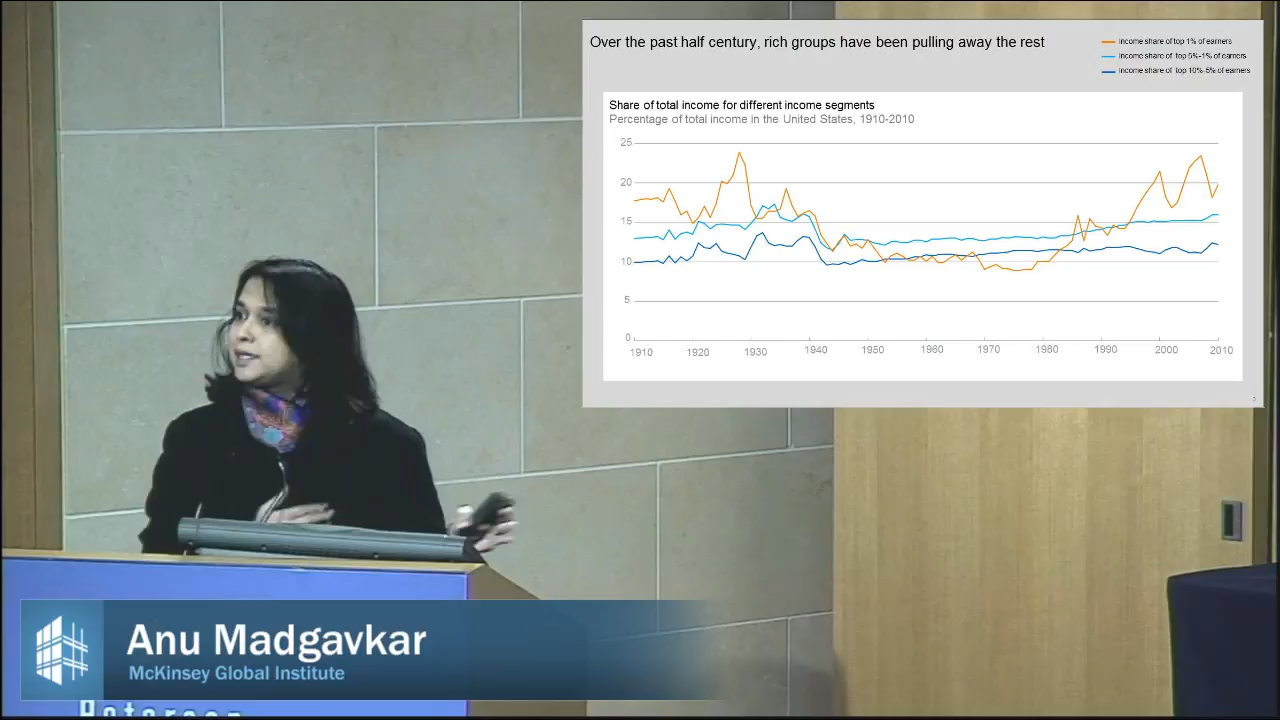 Over the past half century, rich groups have been pulling away the rest
Income share of top 1% of earners
Income share of top 5%-1% of earners
Income share of top 10%-5% of earners
Share of total income for different income segments
Percentage of total income in the United States, 1910-2010
25
20
15
10
5
0
1910 1920 1930 1940 1950 1960 1970 1980 1990 2000 2010
Anu Madgavkar
McKinsey Global Institute